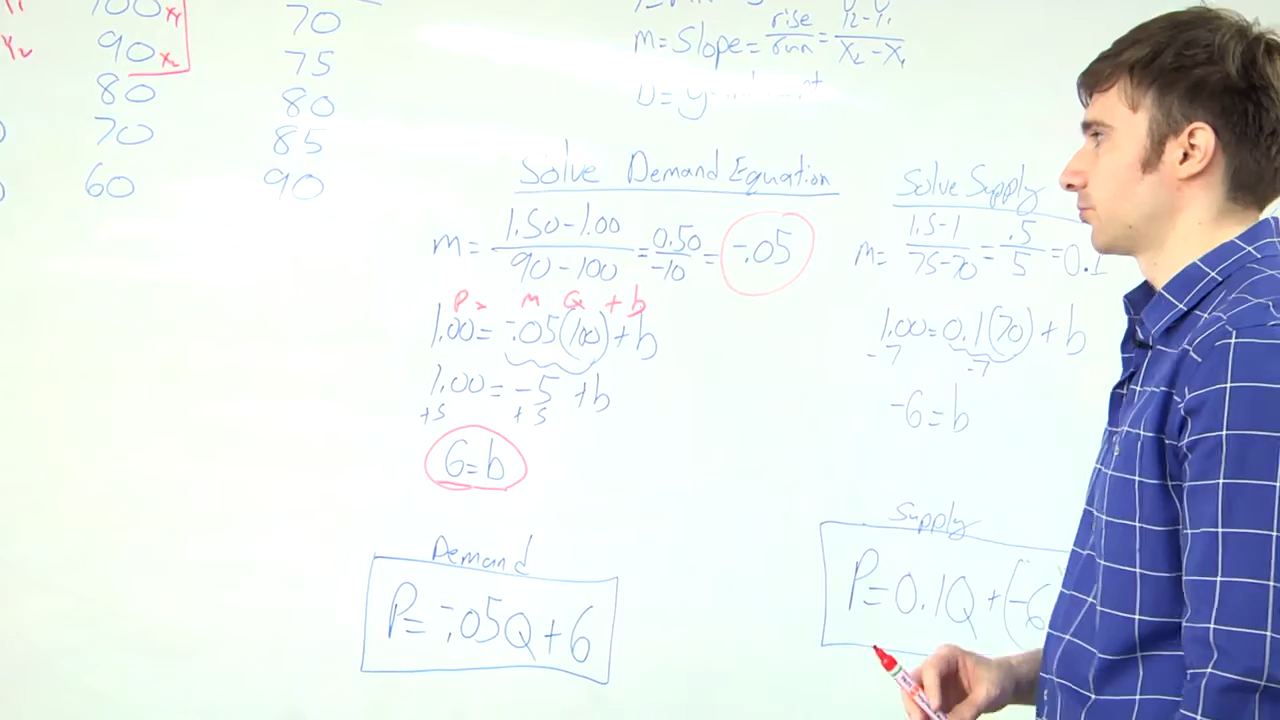 100 X1 70
Y2 90 X2 75
80 80
70 85
60 90
m = Slope = rise/run = Y2-Y1/X2-X1
b = y-
Solve Demand Equation
m = 1.50-1.00/90-100 = 0.50/-10 = -.05
P = M Q + b
1.00 = -.05(100) + b
1.00 = -5 + b
+5 +5
6 = b
Demand
P = -.05Q + 6
Solve Supply
m = 1.5-1/75-70 = .5/5 = 0.1
1.00 = 0.1(70) + b
-7 -7
-6 = b
Supply
P = 0.1Q + (-6